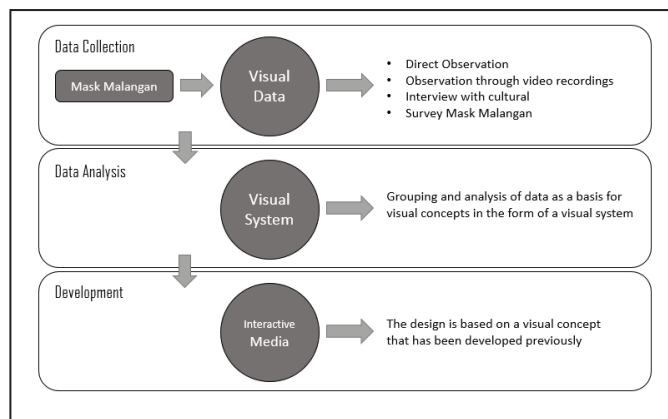 Data Collection
Mask Malangan
Visual
Data
• Direct Observation
• Observation through video recordings
• Interview with cultural
• Survey Mask Malangan
Data Analysis
Visual
System
Grouping and analysis of data as a basis for
visual concepts in the form of a visual system
Development
Interactive
Media
The design is based on a visual concept
that has been developed previously